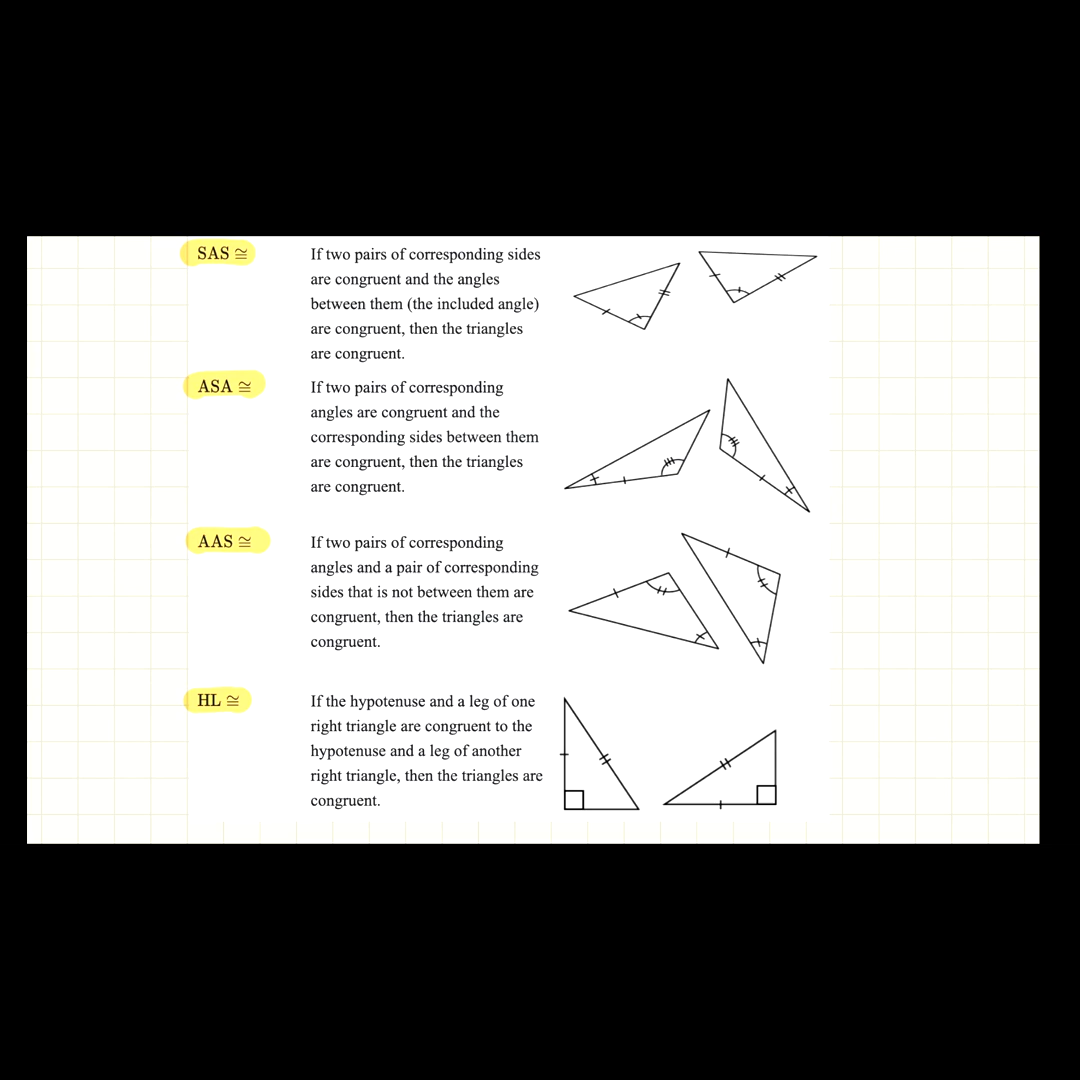 SAS ≅
If two pairs of corresponding sides
are congruent and the angles
between them (the included angle)
are congruent, then the triangles
are congruent.
ASA ≅
If two pairs of corresponding
angles are congruent and the
corresponding sides between them
are congruent, then the triangles
are congruent.
AAS ≅
If two pairs of corresponding
angles and a pair of corresponding
sides that is not between them are
congruent, then the triangles are
congruent.
HL ≅
If the hypotenuse and a leg of one
right triangle are congruent to the
hypotenuse and a leg of another
right triangle, then the triangles are
congruent.